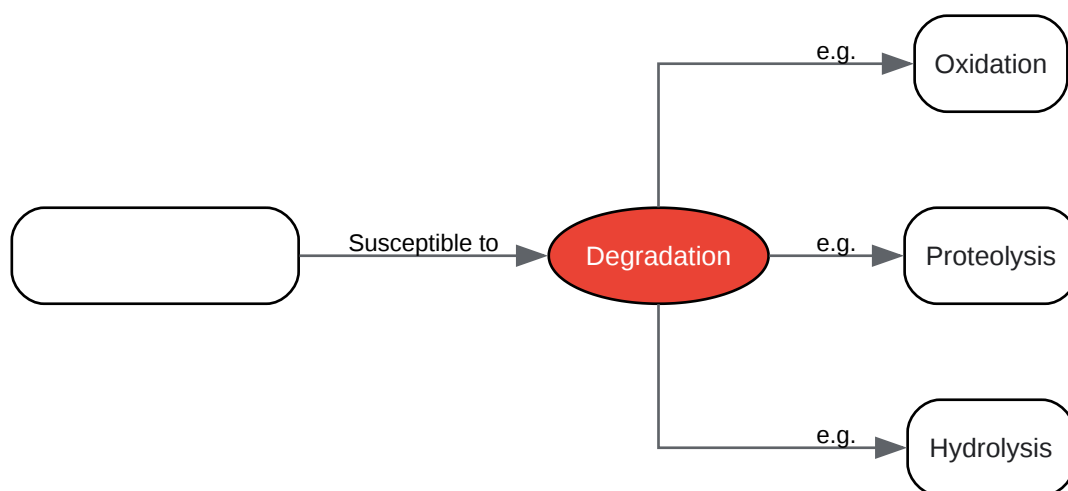 e.g.
Oxidation
Susceptible to
Degradation
e.g.
Proteolysis
e.g.
Hydrolysis